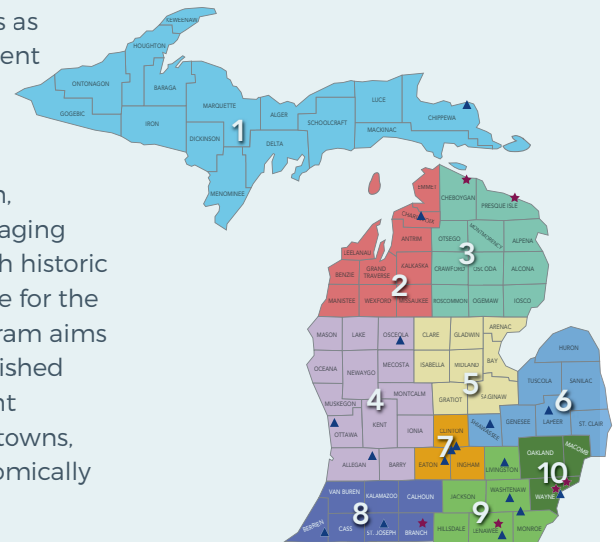 s as
ent
n,
aging
h historic
e for the
ram aims
ished
nt
towns,
omically
KEWEENAW
HOUGHTON
ONTONAGON
BARAGA
GOGEBIC
IRON
MARQUETTE
DICKINSON
MENOMINEE
1
ALGER
DELTA
SCHOOLCRAFT
LUCE
MACKINAC
CHIPPEWA
EMMET
CHARLEVOIX
ANTRIM
LEELANAU
BENZIE
GRAND
TRAVERSE
KALKASKA
MANISTEE
WEXFORD
MISSAUKEE
2
CHEBOYGAN
PRESQUE ISLE
OTSEGO
MONTMORENCY
ALPENA
3
CRAWFORD
OSCODA
ALCONA
ROSCOMMON
OGEMAW
IOSCO
MASON
LAKE
OSCEOLA
OCEANA
NEWAYGO
MECOSTA
MONTCALM
MUSKEGON
4
KENT
OTTAWA
IONIA
ALLEGAN
BARRY
CLARE
GLADWIN
ARENAC
ISABELLA
MIDLAND
BAY
5
GRATIOT
SAGINAW
HURON
TUSCOLA
SANILAC
6
GENESEE
LAPEER
ST. CLAIR
SHIAWASSEE
CLINTON
7
EATON
INGHAM
LIVINGSTON
OAKLAND
MACOMB
10
WAYNE
VAN BUREN
KALAMAZOO
CALHOUN
8
BERRIEN
CASS
ST. JOSEPH
BRANCH
JACKSON
WASHTENAW
9
HILLSDALE
LENAWEE
MONROE